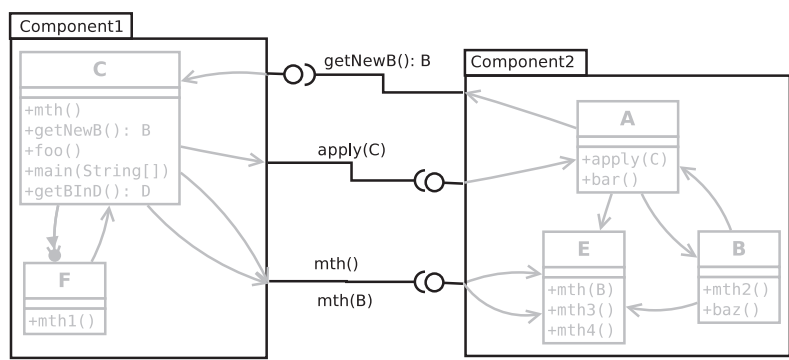 Component1
C
+mth()
+getNewB(): B
+foo()
+main(String[])
+getBInD(): D
F
+mth1()
getNewB(): B
apply(C)
mth()
mth(B)
Component2
A
+apply(C)
+bar()
E
+mth(B)
+mth3()
+mth4()
B
+mth2()
+baz()